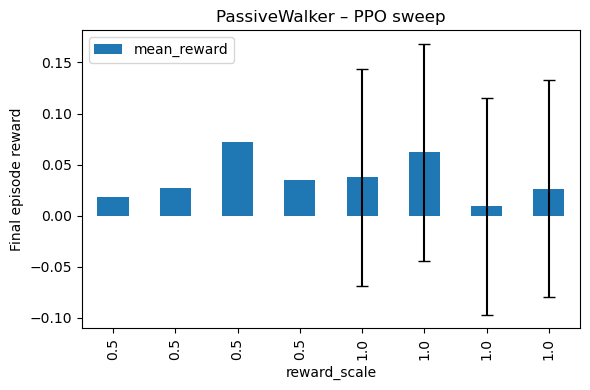 PassiveWalker – PPO sweep
mean_reward
Final episode reward
0.15
0.10
0.05
0.00
−0.05
−0.10
0.5 0.5 0.5 0.5 1.0 1.0 1.0 1.0
reward_scale